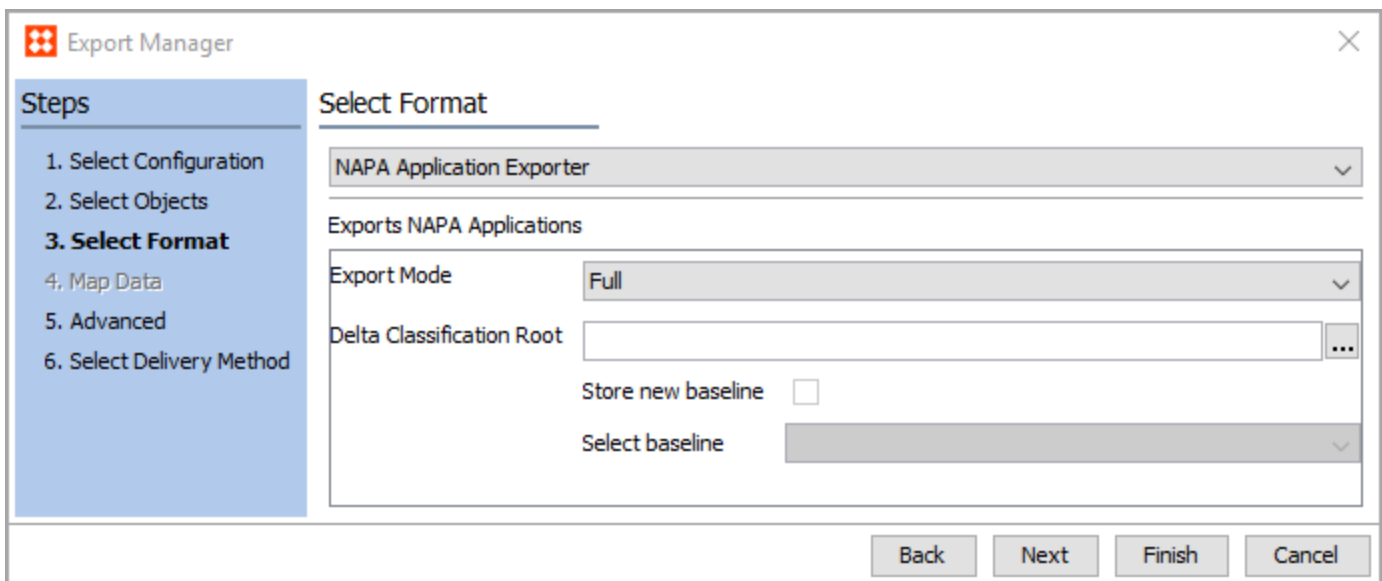 Export Manager
Steps
1. Select Configuration
2. Select Objects
3. Select Format
4. Map Data
5. Advanced
6. Select Delivery Method
Select Format
NAPA Application Exporter
Exports NAPA Applications
Export Mode Full
Delta Classification Root ...
Store new baseline
Select baseline
Back Next Finish Cancel